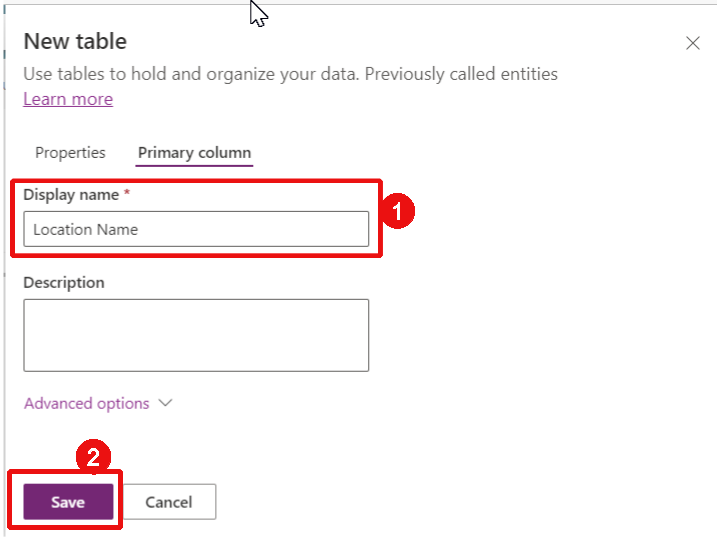 New table
Use tables to hold and organize your data. Previously called entities
Learn more
Properties Primary column
Display name *
1
Location Name
Description
Advanced options
2
Save Cancel